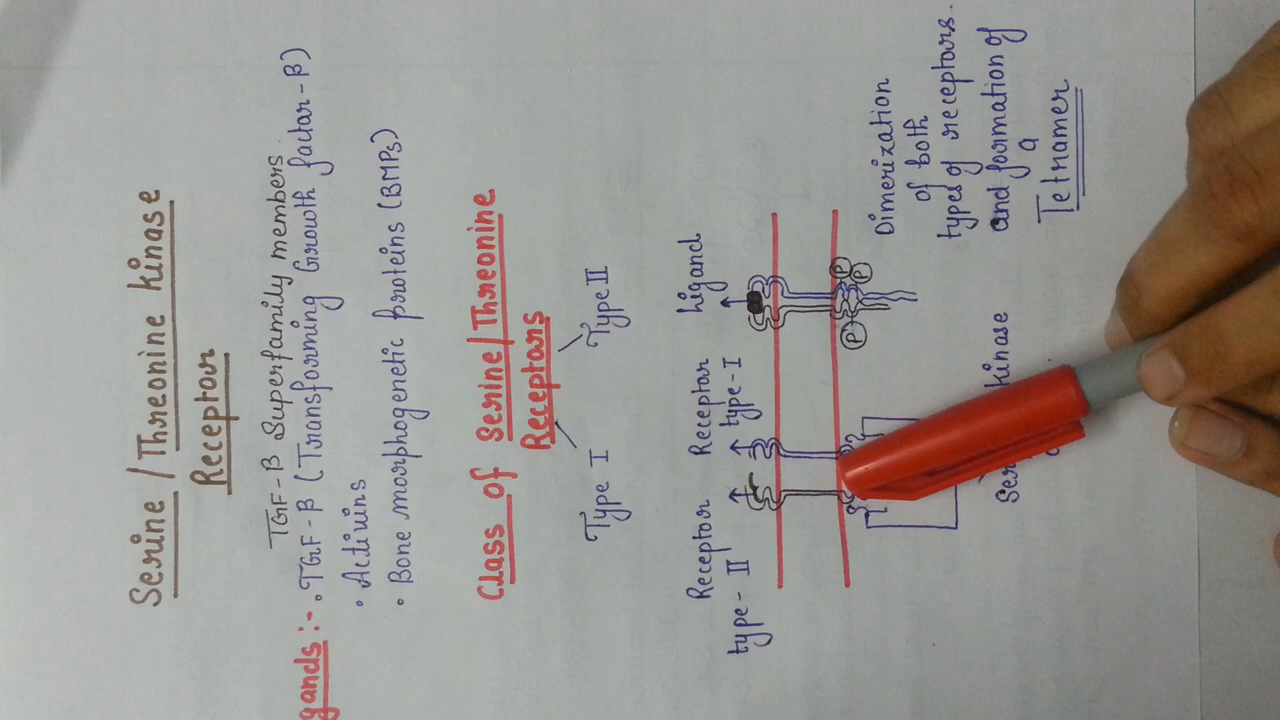 Serine / Threonine kinase
Receptor
TGF-B Superfamily members.
gands :- • TGF-β (Transforming Growth factor-β)
• Activins
• Bone morphogenetic proteins (BMPs)
Class of Serine/Threonine
Receptors
Type I Type II
Receptor Receptor Ligand
type-II type-I
P P
P
Dimerization
of both
types of receptors.
and formation of
a
Tetramer
kinase